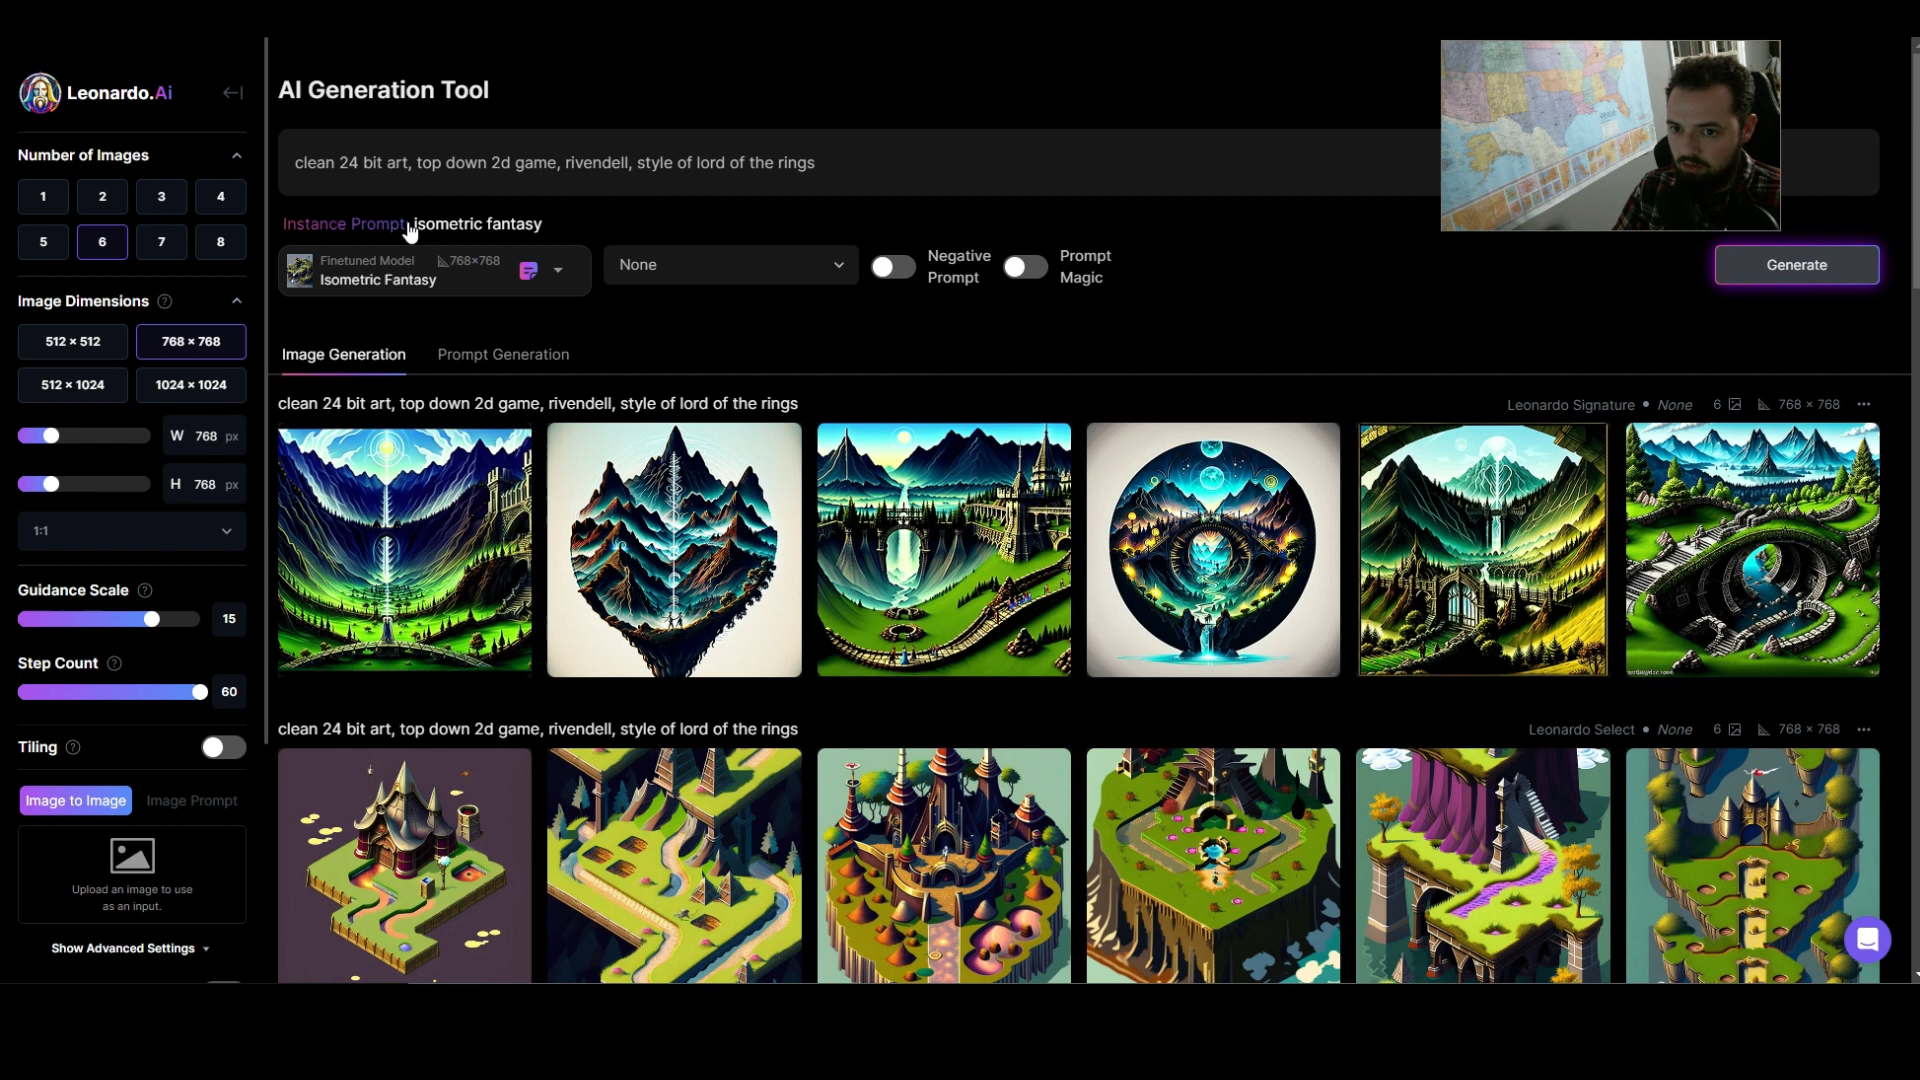 Leonardo.Ai
Number of Images
1 2 3 4
5 6 7 8
Image Dimensions
512 × 512 768 × 768
512 × 1024 1024 × 1024
W 768 px
H 768 px
1:1
Guidance Scale
15
Step Count
60
Tiling
Image to Image Image Prompt
Upload an image to use
as an input.
Show Advanced Settings
AI Generation Tool
clean 24 bit art, top down 2d game, rivendell, style of lord of the rings
Instance Prompt isometric fantasy
Finetuned Model 768×768
Isometric Fantasy
None
Negative
Prompt
Prompt
Magic
Generate
Image Generation Prompt Generation
clean 24 bit art, top down 2d game, rivendell, style of lord of the rings
Leonardo Signature • None 6 768 × 768
clean 24 bit art, top down 2d game, rivendell, style of lord of the rings
Leonardo Select • None 6 768 × 768